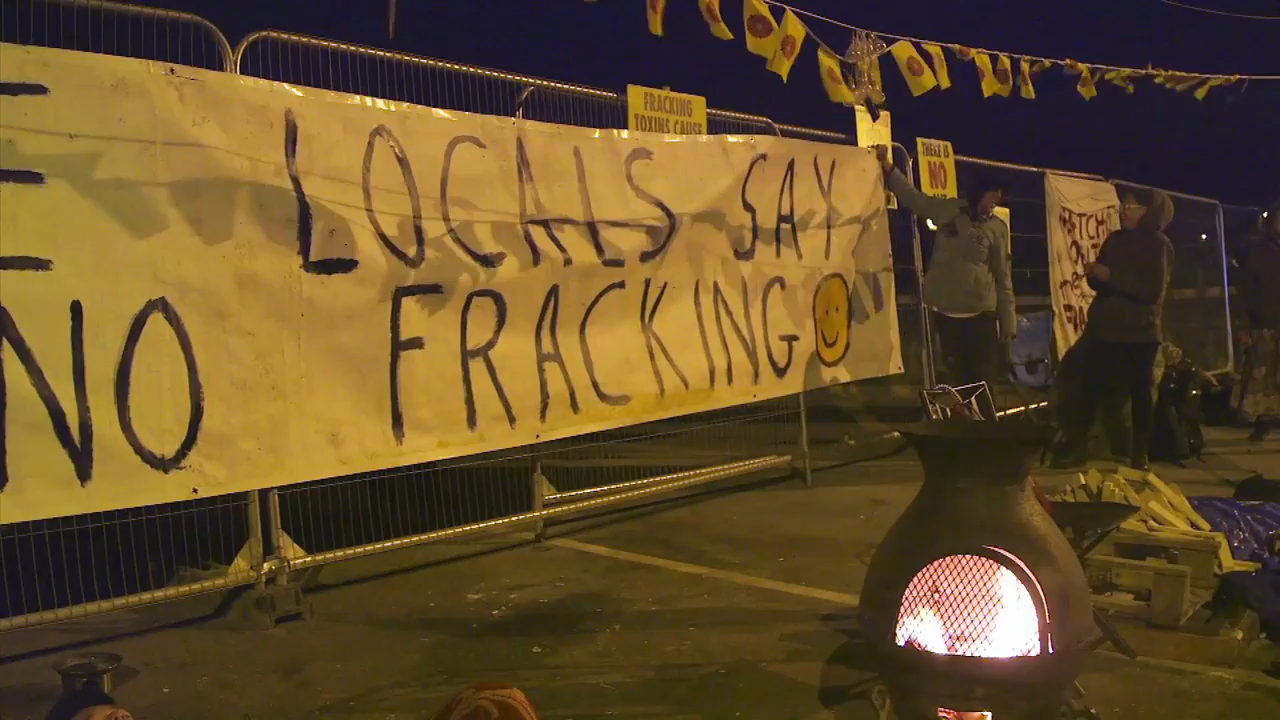 LOCALS SAY
NO FRACKING
FRACKING
TOXINS CAUSE
THERE IS
NO